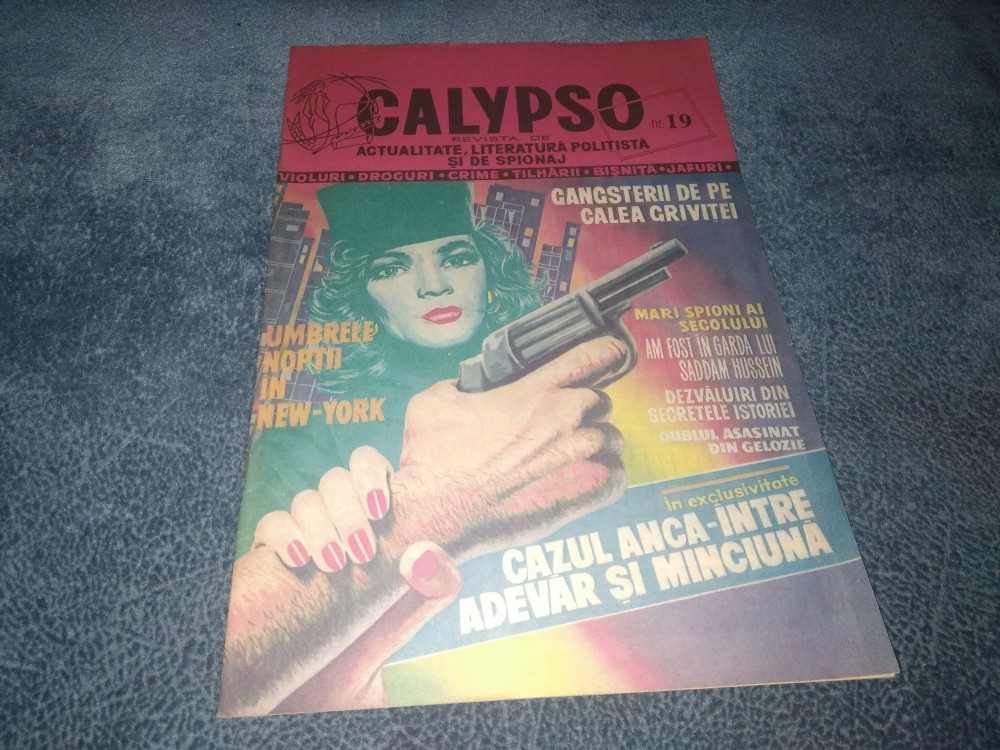 CALYPSO
nr. 19
REVISTA DE
ACTUALITATE, LITERATURĂ POLIȚISTĂ
ȘI DE SPIONAJ
VIOLURI • DROGURI • CRIME • TÎLHĂRII • BIȘNIȚĂ • JAFURI •
GANGSTERII DE PE
CALEA GRIVIȚEI
UMBRELE
NOPȚII
ÎN
NEW-YORK
MARI SPIONI AI
SECOLULUI
AM FOST ÎN GARDA LUI
SADDAM HUSSEIN
DEZVĂLUIRI DIN
SECRETELE ISTORIEI
DUBLUL ASASINAT
DIN GELOZIE
în exclusivitate
CAZUL ANCA-ÎNTRE
ADEVĂR ȘI MINCIUNĂ